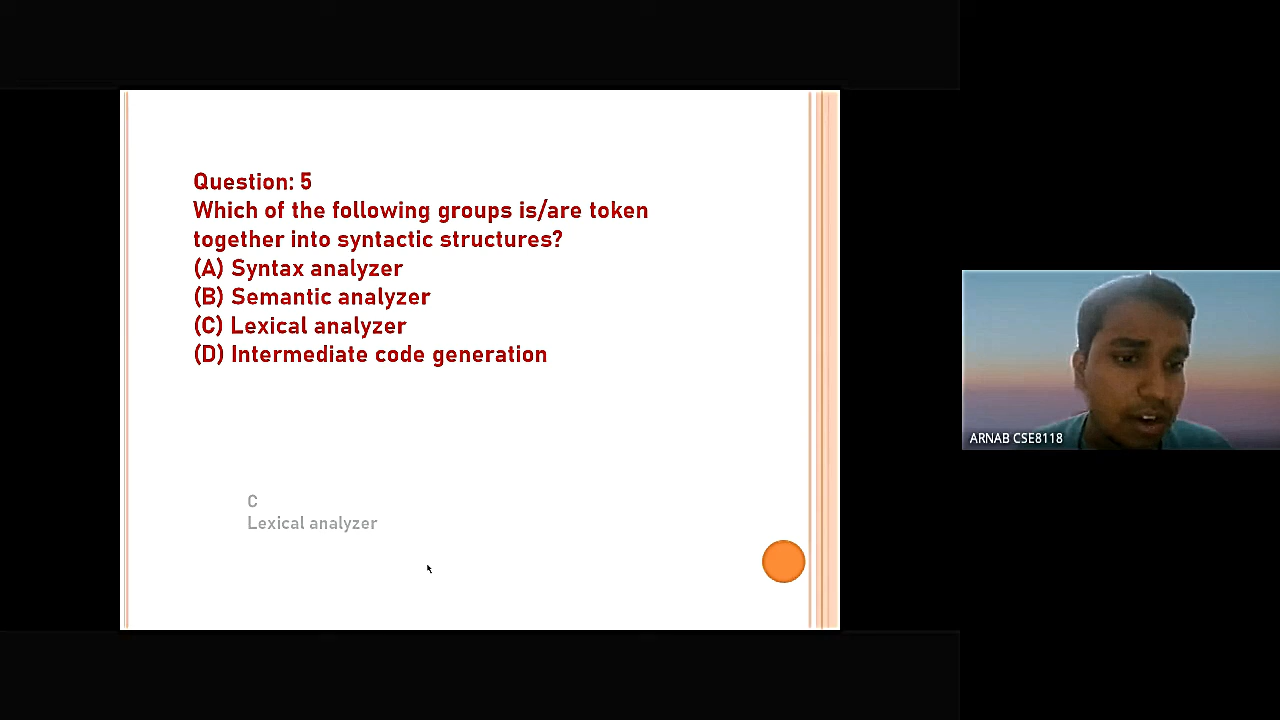 Question: 5
Which of the following groups is/are token
together into syntactic structures?
(A) Syntax analyzer
(B) Semantic analyzer
(C) Lexical analyzer
(D) Intermediate code generation
C
Lexical analyzer
ARNAB CSE8118